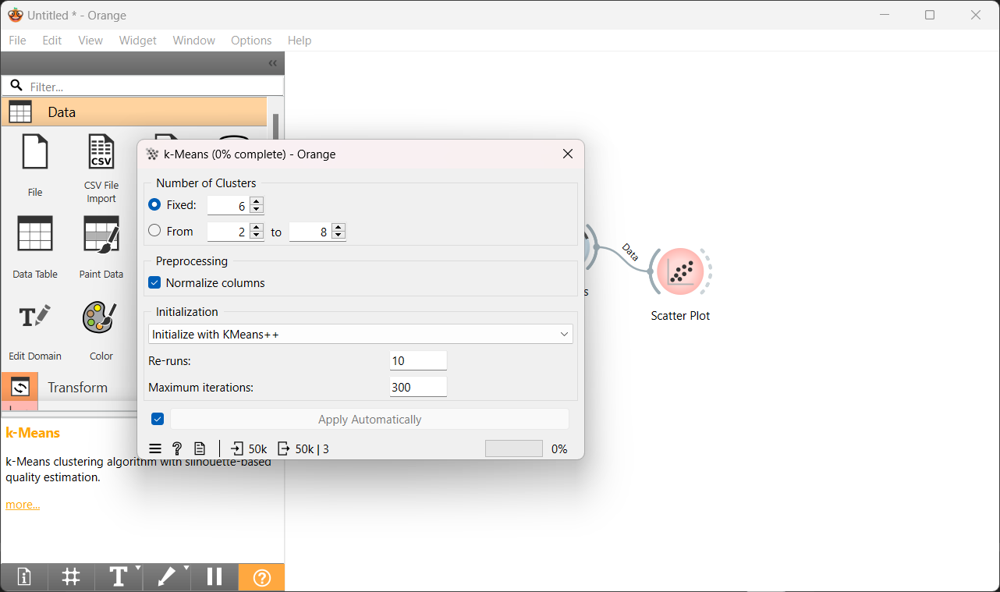 Untitled * - Orange
File Edit View Widget Window Options Help
Filter...
Data
File
CSV File
Import
CSV
Data Table
Paint Data
Edit Domain
Color
Transform
k-Means (0% complete) - Orange
Number of Clusters
Fixed: 6
From 2 to 8
Preprocessing
Normalize columns
Initialization
Initialize with KMeans++
Re-runs: 10
Maximum iterations: 300
Apply Automatically
50k 50k | 3 0%
Data
s
Scatter Plot
k-Means
k-Means clustering algorithm with silhouette-based
quality estimation.
more...